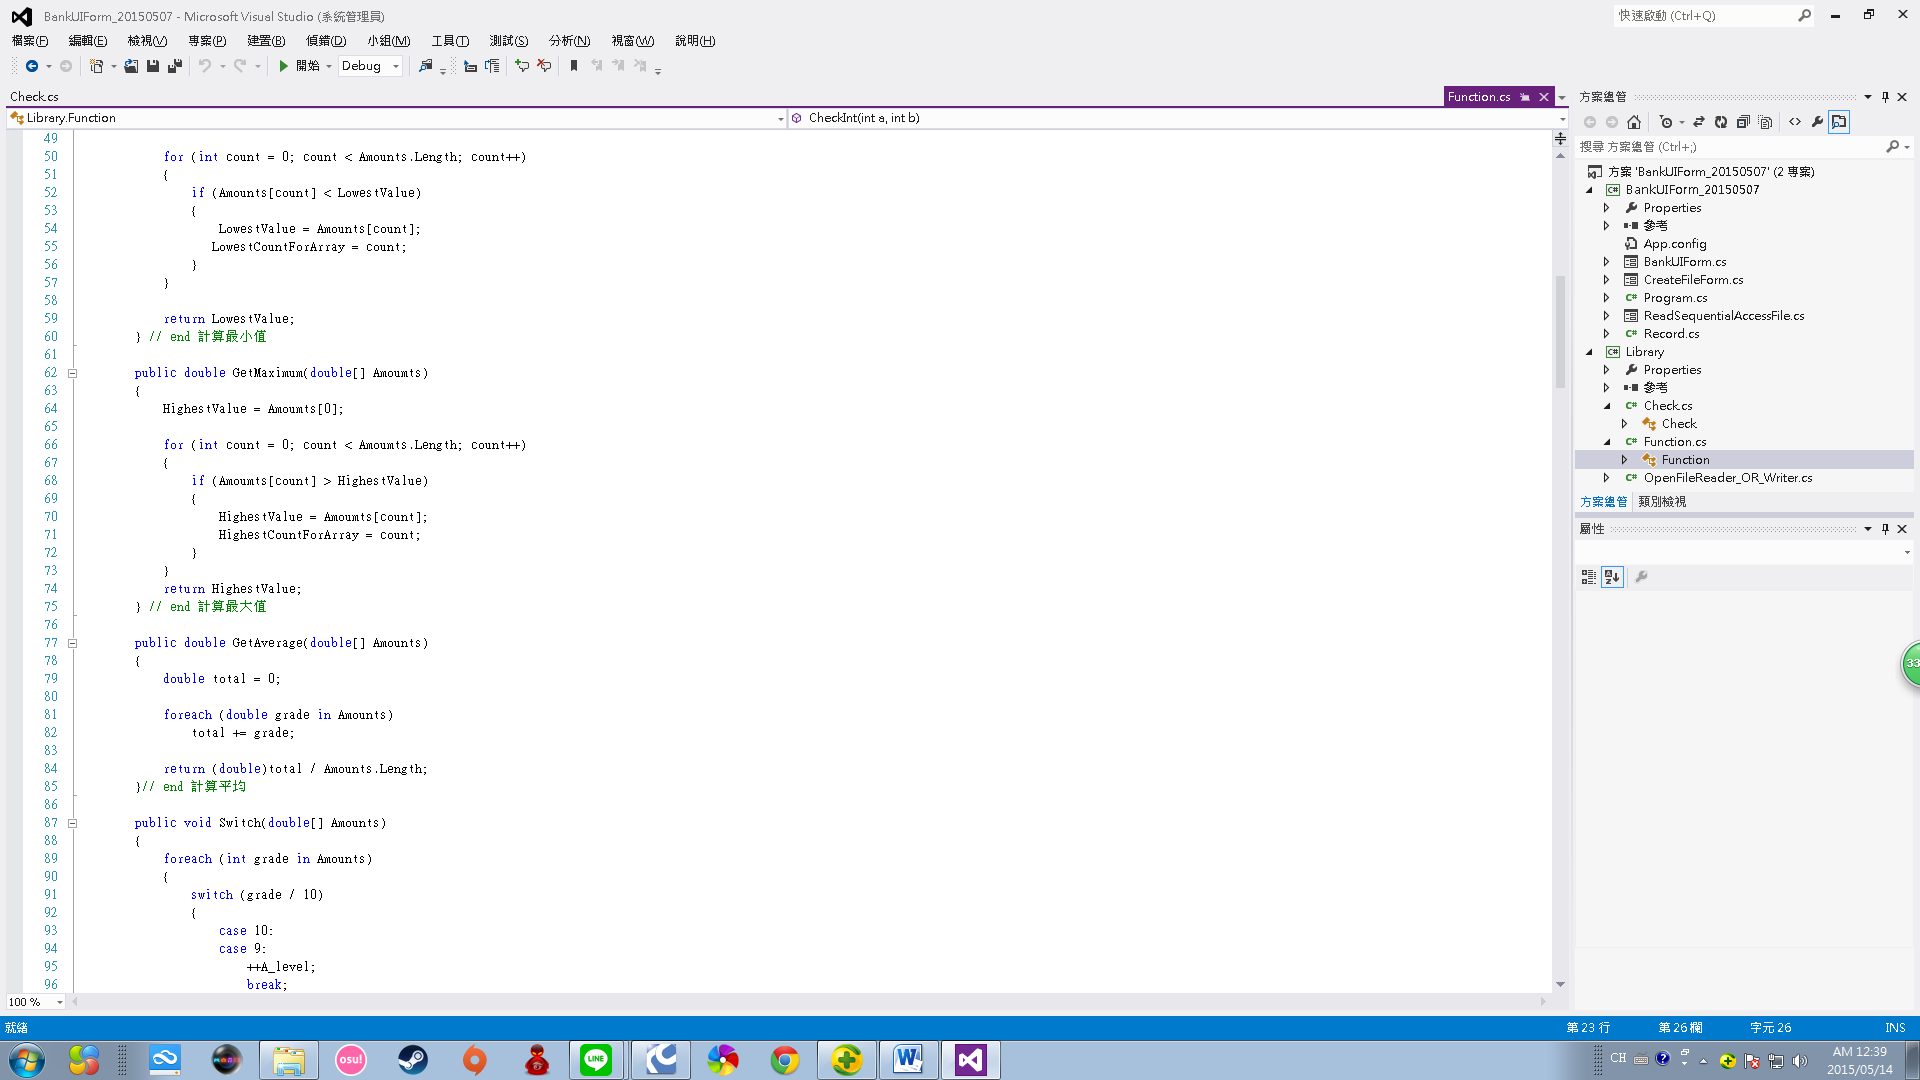 BankUIForm_20150507 - Microsoft Visual Studio (系統管理員)
快速啟動 (Ctrl+Q)
檔案(F) 編輯(E) 檢視(V) 專案(P) 建置(B) 偵錯(D) 小組(M) 工具(T) 測試(S) 分析(N) 視窗(W) 說明(H)
開始 Debug
Check.cs
Function.cs
Library.Function
CheckInt(int a, int b)
49
50 for (int count = 0; count < Amounts.Length; count++)
51 {
52 if (Amounts[count] < LowestValue)
53 {
54 LowestValue = Amounts[count];
55 LowestCountForArray = count;
56 }
57 }
58
59 return LowestValue;
60 } // end 計算最小值
61
62 public double GetMaximum(double[] Amoumts)
63 {
64 HighestValue = Amoumts[0];
65
66 for (int count = 0; count < Amoumts.Length; count++)
67 {
68 if (Amoumts[count] > HighestValue)
69 {
70 HighestValue = Amoumts[count];
71 HighestCountForArray = count;
72 }
73 }
74 return HighestValue;
75 } // end 計算最大值
76
77 public double GetAverage(double[] Amounts)
78 {
79 double total = 0;
80
81 foreach (double grade in Amounts)
82 total += grade;
83
84 return (double)total / Amounts.Length;
85 }// end 計算平均
86
87 public void Switch(double[] Amounts)
88 {
89 foreach (int grade in Amounts)
90 {
91 switch (grade / 10)
92 {
93 case 10:
94 case 9:
95 ++A_level;
96 break;
100 %
方案總管
搜尋 方案總管 (Ctrl+;)
方案 'BankUIForm_20150507' (2 專案)
BankUIForm_20150507
Properties
參考
App.config
BankUIForm.cs
CreateFileForm.cs
Program.cs
ReadSequentialAccessFile.cs
Record.cs
Library
Properties
參考
Check.cs
Check
Function.cs
Function
OpenFileReader_OR_Writer.cs
方案總管 類別檢視
屬性
33
就緒
第 23 行 第 26 欄 字元 26 INS
osu!
LINE
CH
AM 12:39
2015/05/14